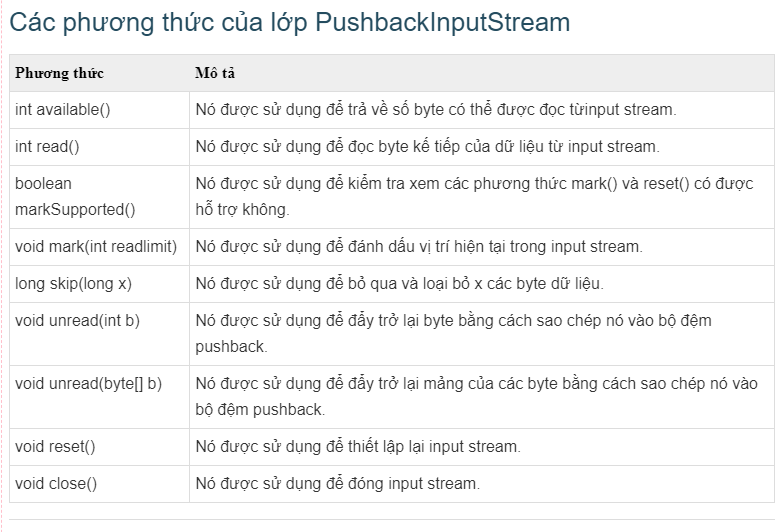 Các phương thức của lớp PushbackInputStream
Phương thức Mô tả
int available() Nó được sử dụng để trả về số byte có thể được đọc từinput stream.
int read() Nó được sử dụng để đọc byte kế tiếp của dữ liệu từ input stream.
boolean Nó được sử dụng để kiểm tra xem các phương thức mark() và reset() có được
markSupported() hỗ trợ không.
void mark(int readlimit) Nó được sử dụng để đánh dấu vị trí hiện tại trong input stream.
long skip(long x) Nó được sử dụng để bỏ qua và loại bỏ x các byte dữ liệu.
void unread(int b) Nó được sử dụng để đẩy trở lại byte bằng cách sao chép nó vào bộ đệm
pushback.
void unread(byte[] b) Nó được sử dụng để đẩy trở lại mảng của các byte bằng cách sao chép nó vào
bộ đệm pushback.
void reset() Nó được sử dụng để thiết lập lại input stream.
void close() Nó được sử dụng để đóng input stream.